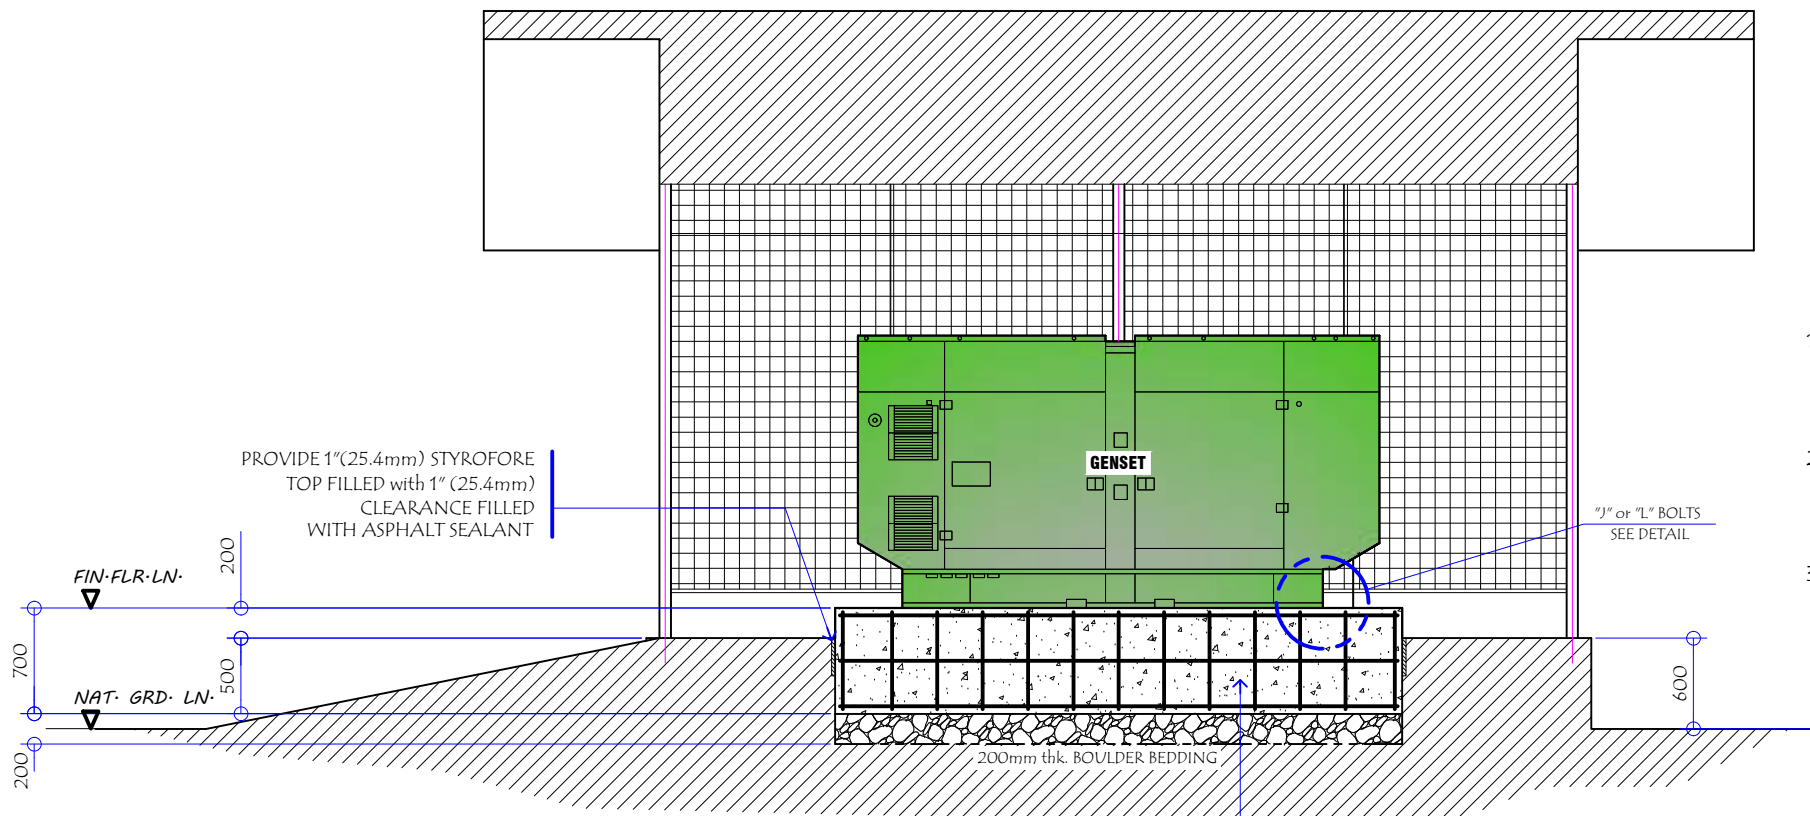 PROVIDE 1"(25.4mm) STYROFORE
TOP FILLED with 1" (25.4mm)
CLEARANCE FILLED
WITH ASPHALT SEALANT
GENSET
"J" or "L" BOLTS
SEE DETAIL
200
FIN.FLR.LN.
700
500
NAT. GRD. LN.
200
600
200mm thk. BOULDER BEDDING